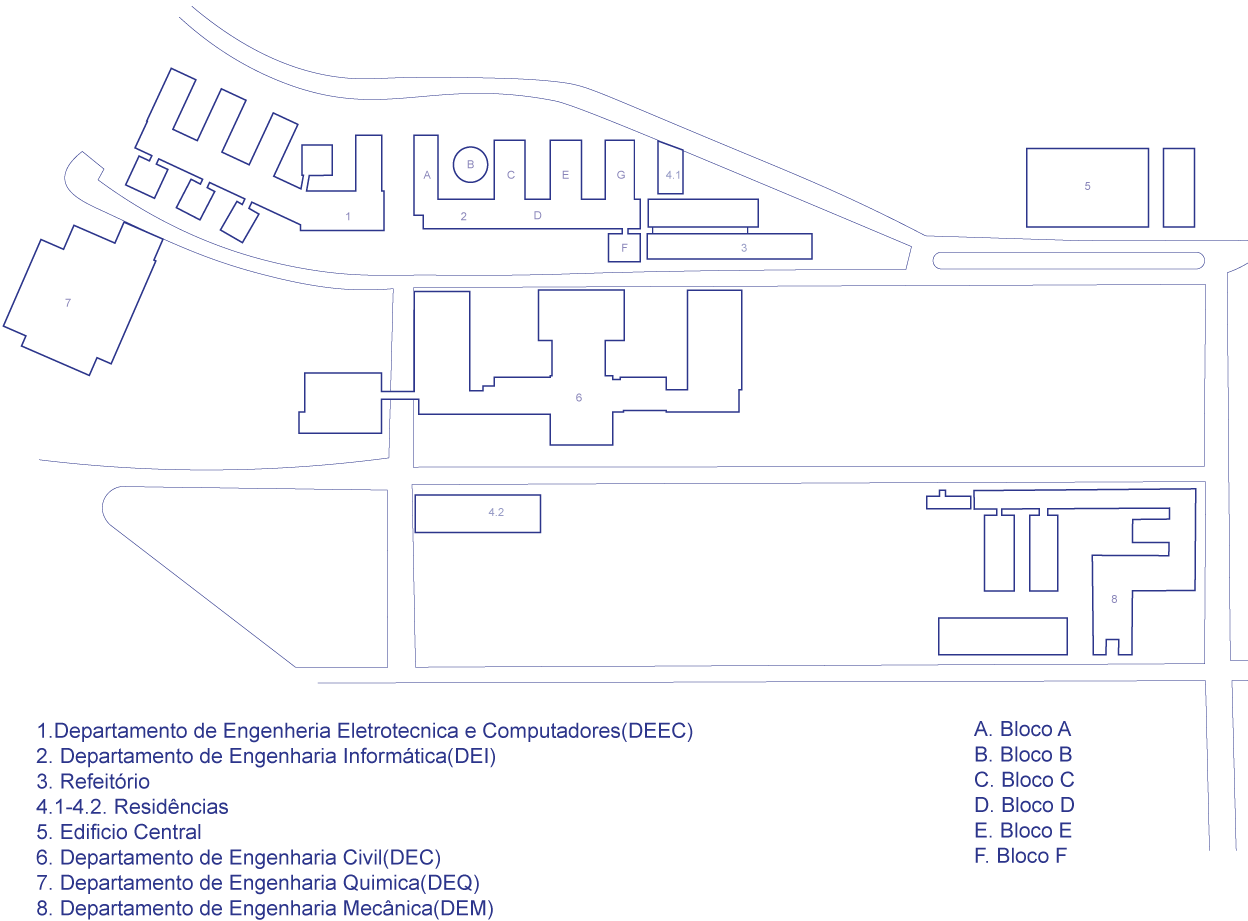 A
B
C
E
G
4.1
5
1
2
D
F
3
7
6
4.2
8
1.Departamento de Engenheria Eletrotecnica e Computadores(DEEC)
2. Departamento de Engenharia Informática(DEI)
3. Refeitório
4.1-4.2. Residências
5. Edificio Central
6. Departamento de Engenharia Civil(DEC)
7. Departamento de Engenharia Quimica(DEQ)
8. Departamento de Engenharia Mecânica(DEM)
A. Bloco A
B. Bloco B
C. Bloco C
D. Bloco D
E. Bloco E
F. Bloco F